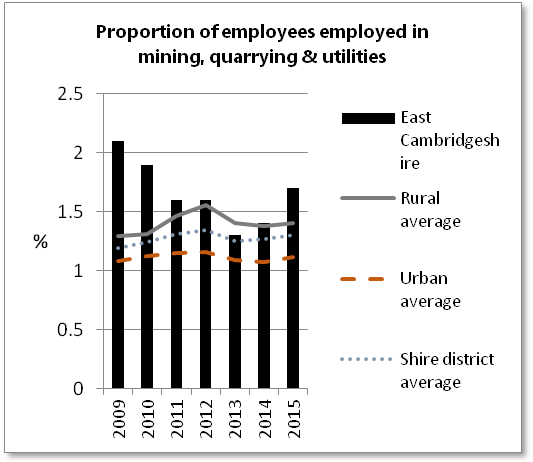 Proportion of employees employed in
mining, quarrying & utilities
2.5
2
1.5
1
0.5
0
%
2009
2010
2011
2012
2013
2014
2015
East
Cambridgesh
ire
Rural
average
Urban
average
Shire district
average